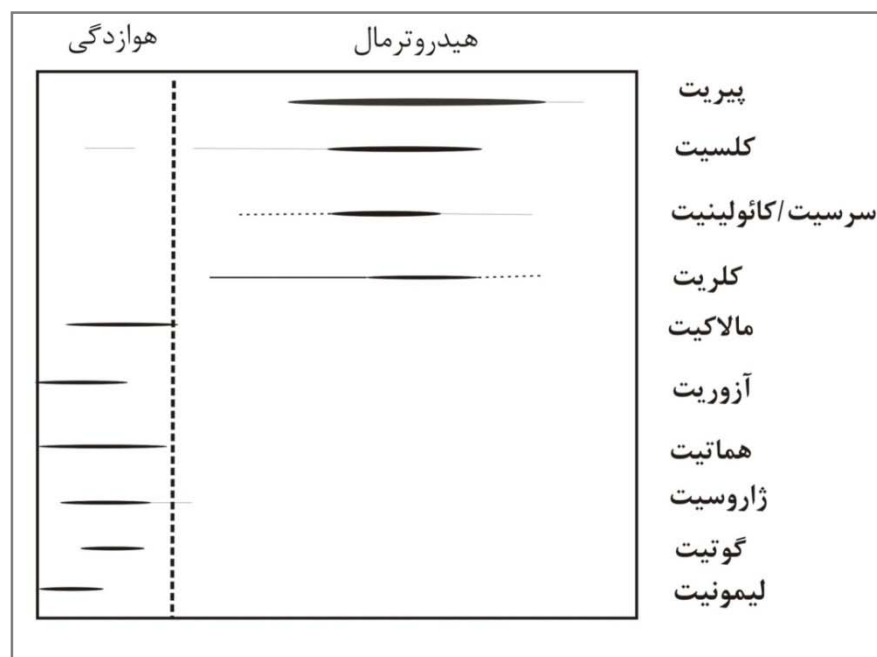 هیدروترمال
هوازدگی
پیریت
کلسیت
سرسیت/کائولینیت
کلریت
مالاکیت
آزوریت
هماتیت
ژاروسیت
گوتیت
لیمونیت